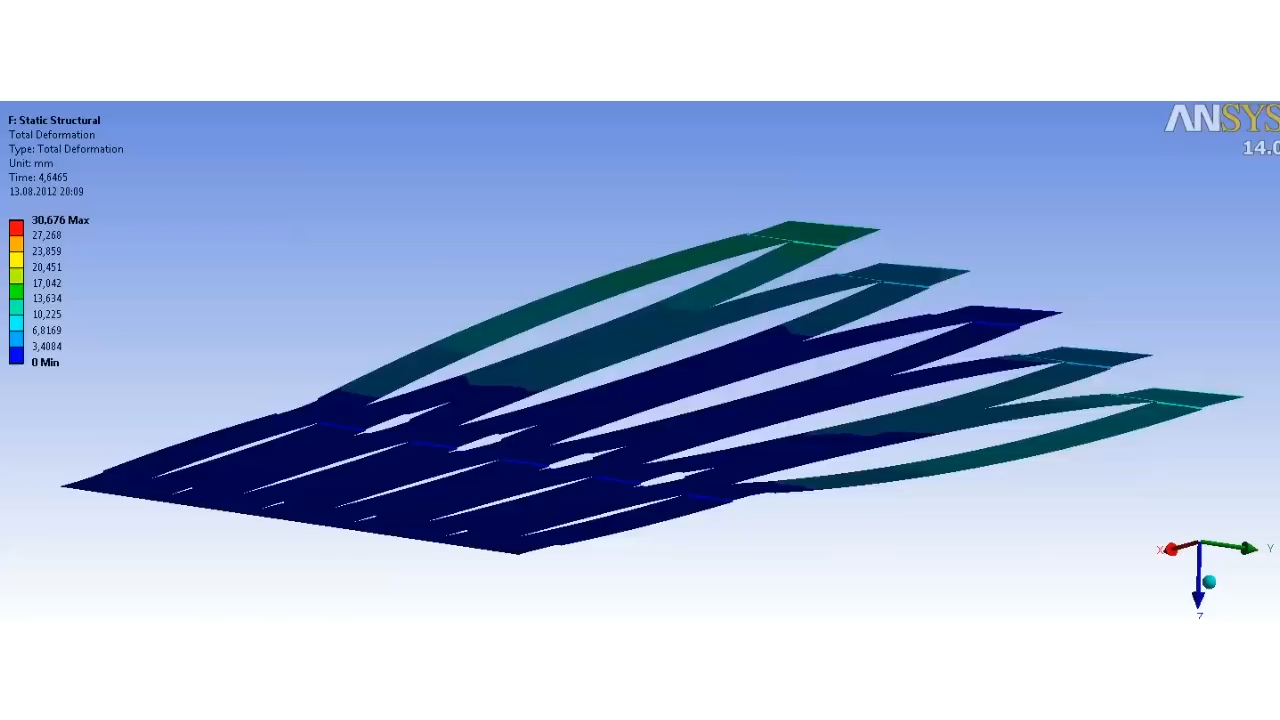 F: Static Structural
Total Deformation
Type: Total Deformation
Unit: mm
Time: 4,6465
13.08.2012 20:09
30,676 Max
27,268
23,859
20,451
17,042
13,634
10,225
6,8169
3,4084
0 Min
ANSYS
14.0
X
Y
Z